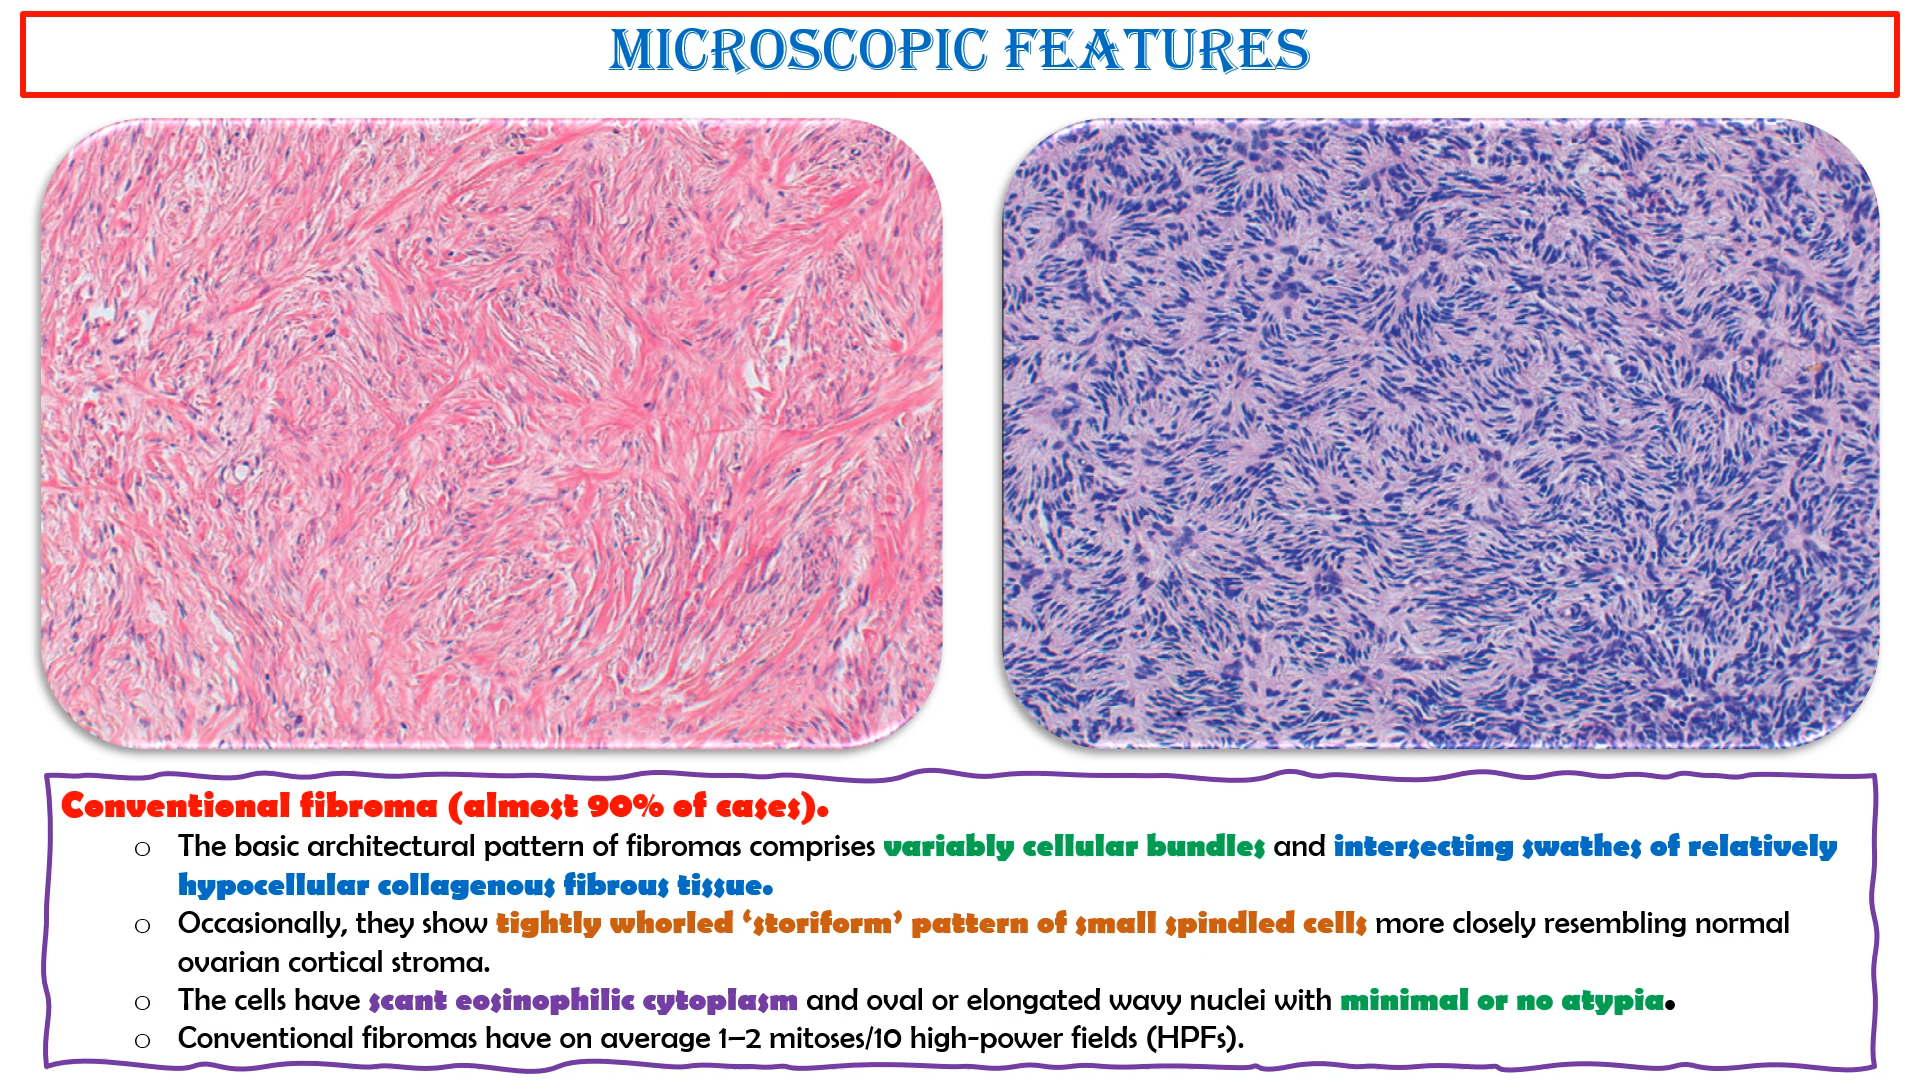 MICROSCOPIC FEATURES
Conventional fibroma (almost 90% of cases).
o The basic architectural pattern of fibromas comprises variably cellular bundles and intersecting swathes of relatively
hypocellular collagenous fibrous tissue.
o Occasionally, they show tightly whorled ‘storiform’ pattern of small spindled cells more closely resembling normal
ovarian cortical stroma.
o The cells have scant eosinophilic cytoplasm and oval or elongated wavy nuclei with minimal or no atypia.
o Conventional fibromas have on average 1–2 mitoses/10 high-power fields (HPFs).